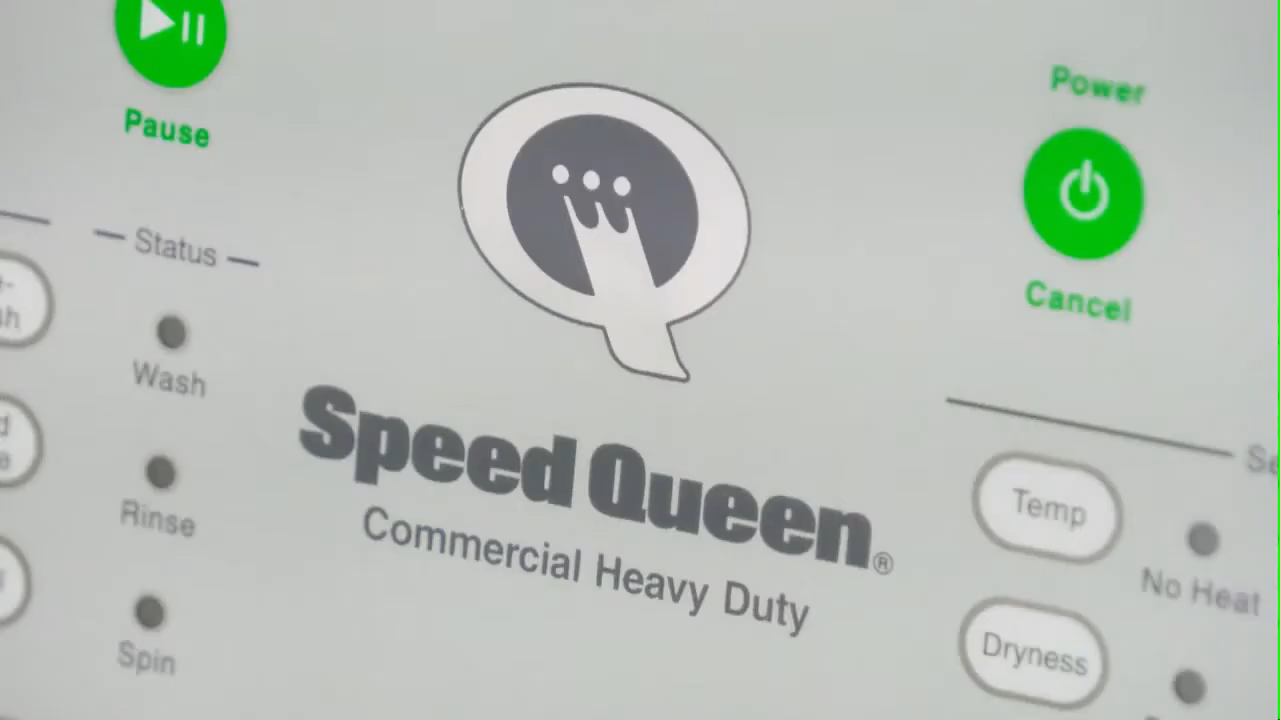 Pause
Power
Cancel
Status
Wash
Rinse
Spin
Speed Queen®
Commercial Heavy Duty
Temp
No Heat
Dryness